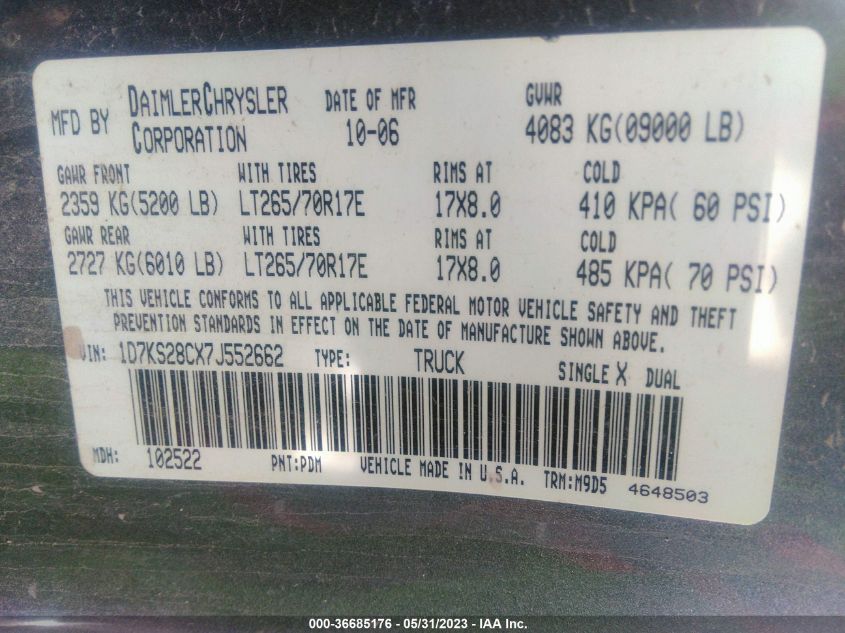 MFD BY DAIMLERCHRYSLER CORPORATION DATE OF MFR 10-06 GVWR 4083 KG(09000 LB)
GAWR FRONT WITH TIRES RIMS AT COLD
2359 KG(5200 LB) LT265/70R17E 17X8.0 410 KPA( 60 PSI)
GAWR REAR WITH TIRES RIMS AT COLD
2727 KG(6010 LB) LT265/70R17E 17X8.0 485 KPA( 70 PSI)
THIS VEHICLE CONFORMS TO ALL APPLICABLE FEDERAL MOTOR VEHICLE SAFETY AND THEFT
PREVENTION STANDARDS IN EFFECT ON THE DATE OF MANUFACTURE SHOWN ABOVE.
VIN: 1D7KS28CX7J552662 TYPE: TRUCK SINGLE X DUAL
MDH: 102522 PNT:PDM VEHICLE MADE IN U.S.A. TRM:M9D5 4648503
000-36685176 - 05/31/2023 - IAA Inc.